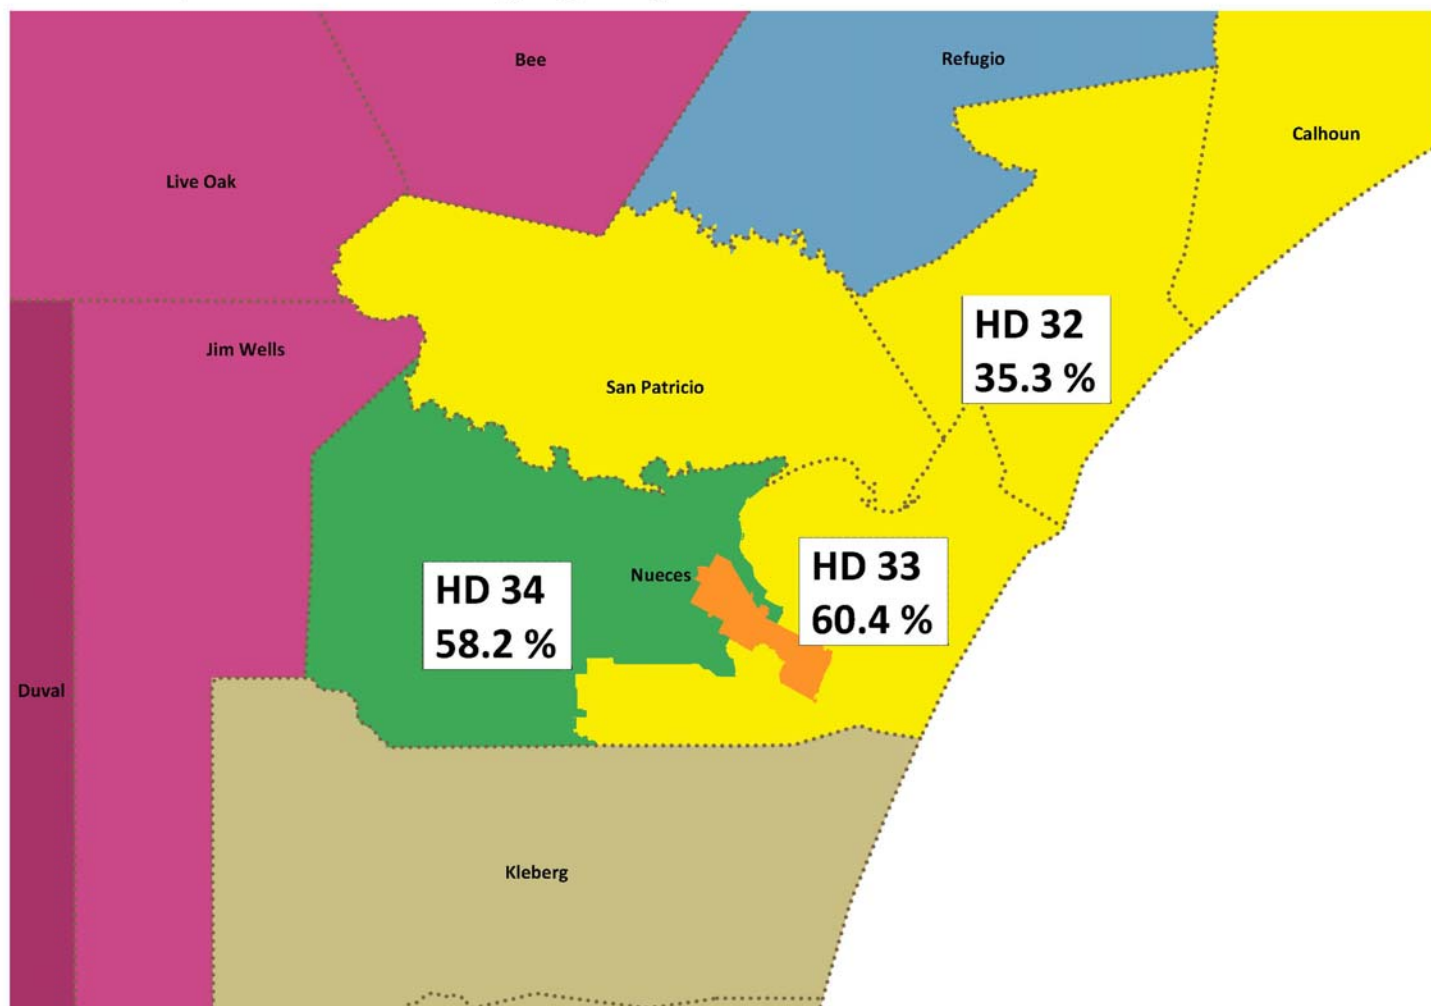 Bee
Refugio
Calhoun
Live Oak
HD 32
35.3 %
Jim Wells
San Patricio
HD 33
60.4 %
Nueces
HD 34
58.2 %
Duval
Kleberg